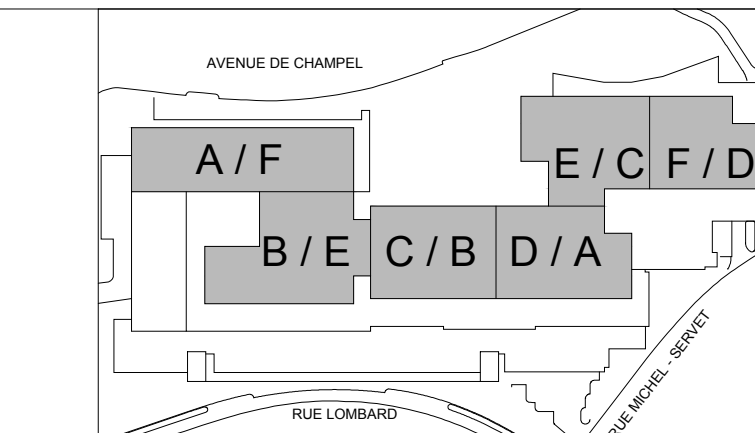 AVENUE DE CHAMPEL
A / F
E / C
F / D
B / E
C / B
D / A
RUE MICHEL - SERVET
RUE LOMBARD